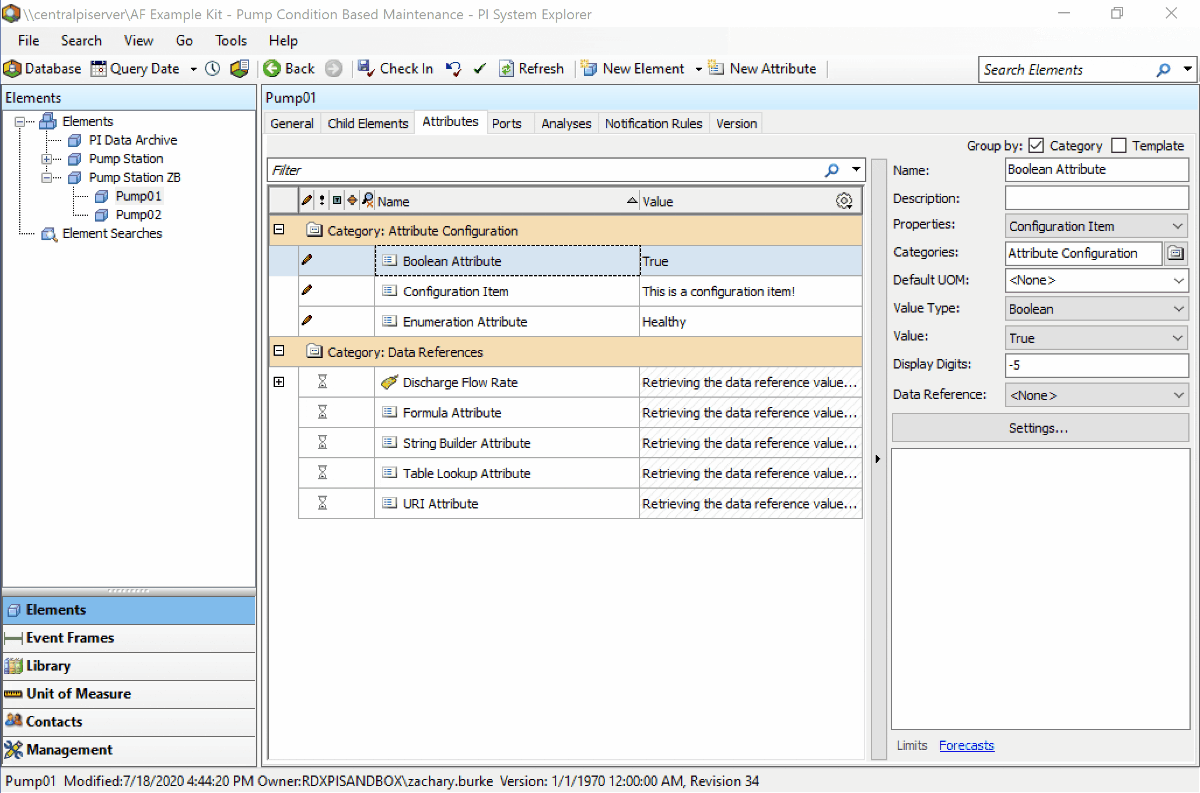 \\centralpiserver\AF Example Kit - Pump Condition Based Maintenance - PI System Explorer
File Search View Go Tools Help
Database Query Date Back Check In Refresh New Element New Attribute Search Elements
Elements
Elements
PI Data Archive
Pump Station
Pump Station ZB
Pump01
Pump02
Element Searches
Elements
Event Frames
Library
Unit of Measure
Contacts
Management
Pump01
General Child Elements Attributes Ports Analyses Notification Rules Version
Group by: Category Template
Filter
Name Value
Category: Attribute Configuration
Boolean Attribute True
Configuration Item This is a configuration item!
Enumeration Attribute Healthy
Category: Data References
Discharge Flow Rate Retrieving the data reference value...
Formula Attribute Retrieving the data reference value...
String Builder Attribute Retrieving the data reference value...
Table Lookup Attribute Retrieving the data reference value...
URI Attribute Retrieving the data reference value...
Name: Boolean Attribute
Description:
Properties: Configuration Item
Categories: Attribute Configuration
Default UOM: <None>
Value Type: Boolean
Value: True
Display Digits: -5
Data Reference: <None>
Settings...
Limits Forecasts
Pump01 Modified:7/18/2020 4:44:20 PM Owner:RDXPISANDBOX\zachary.burke Version: 1/1/1970 12:00:00 AM, Revision 34